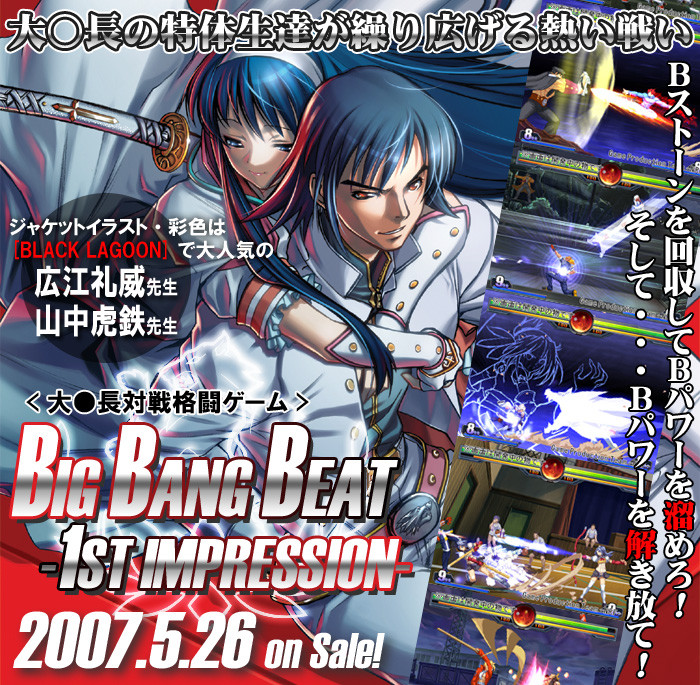 大○長の特体生達が繰り広げる熱い戦い
Bストーンを回収してBパワーを溜めろ！
そして・・・Bパワーを解き放て！
ジャケットイラスト・彩色は
[BLACK LAGOON]で大人気の
広江礼威先生
山中虎鉄先生
＜大●長対戦格闘ゲーム＞
BIG BANG BEAT
-1ST IMPRESSION-
2007.5.26 on Sale!